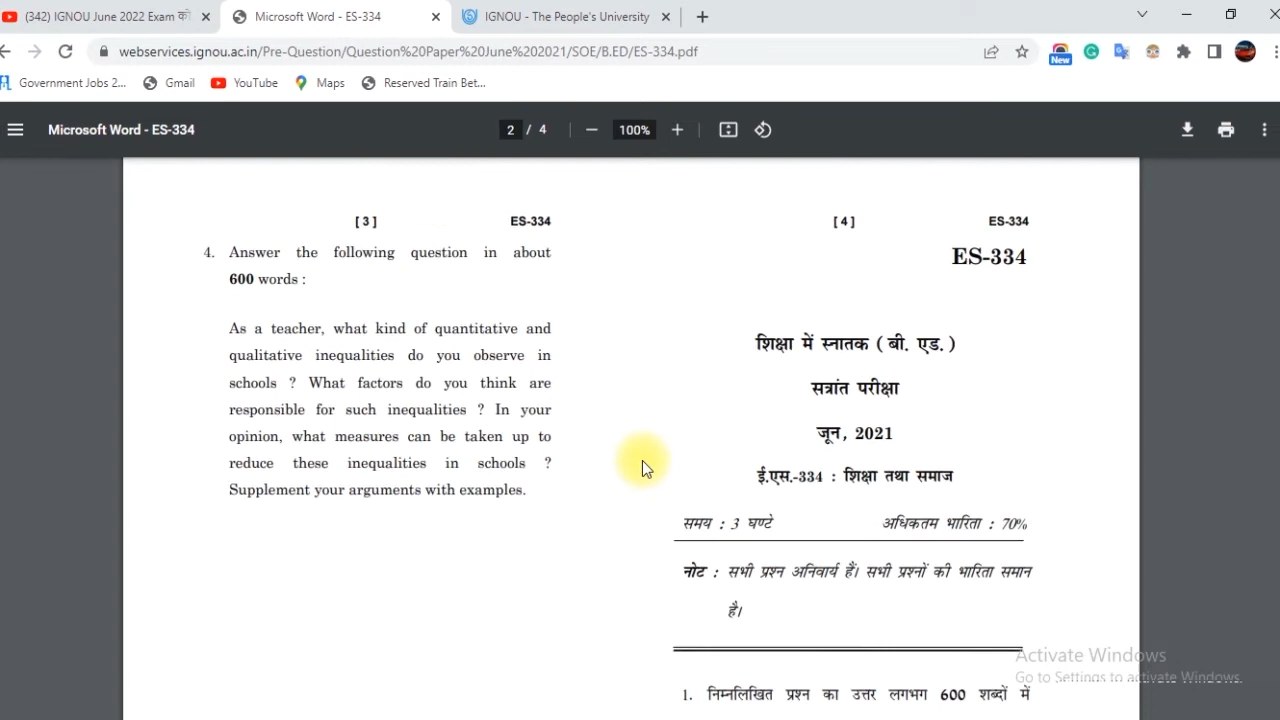 (342) IGNOU June 2022 Exam को
Microsoft Word - ES-334
IGNOU - The People's University
webservices.ignou.ac.in/Pre-Question/Question%20Paper%20June%202021/SOE/B.ED/ES-334.pdf
New
Government Jobs 2...
Gmail
YouTube
Maps
Reserved Train Bet...
Microsoft Word - ES-334
2 / 4
100%
[ 3 ] ES-334
4. Answer the following question in about
600 words :
As a teacher, what kind of quantitative and
qualitative inequalities do you observe in
schools ? What factors do you think are
responsible for such inequalities ? In your
opinion, what measures can be taken up to
reduce these inequalities in schools ?
Supplement your arguments with examples.
[ 4 ] ES-334
ES-334
शिक्षा में स्नातक ( बी. एड. )
सत्रांत परीक्षा
जून, 2021
ई.एस.-334 : शिक्षा तथा समाज
समय : 3 घण्टे अधिकतम भारिता : 70%
नोट : सभी प्रश्न अनिवार्य हैं। सभी प्रश्नों की भारिता समान
है।
1. निम्नलिखित प्रश्न का उत्तर लगभग 600 शब्दों में
Activate Windows
Go to Settings to activate Windows.